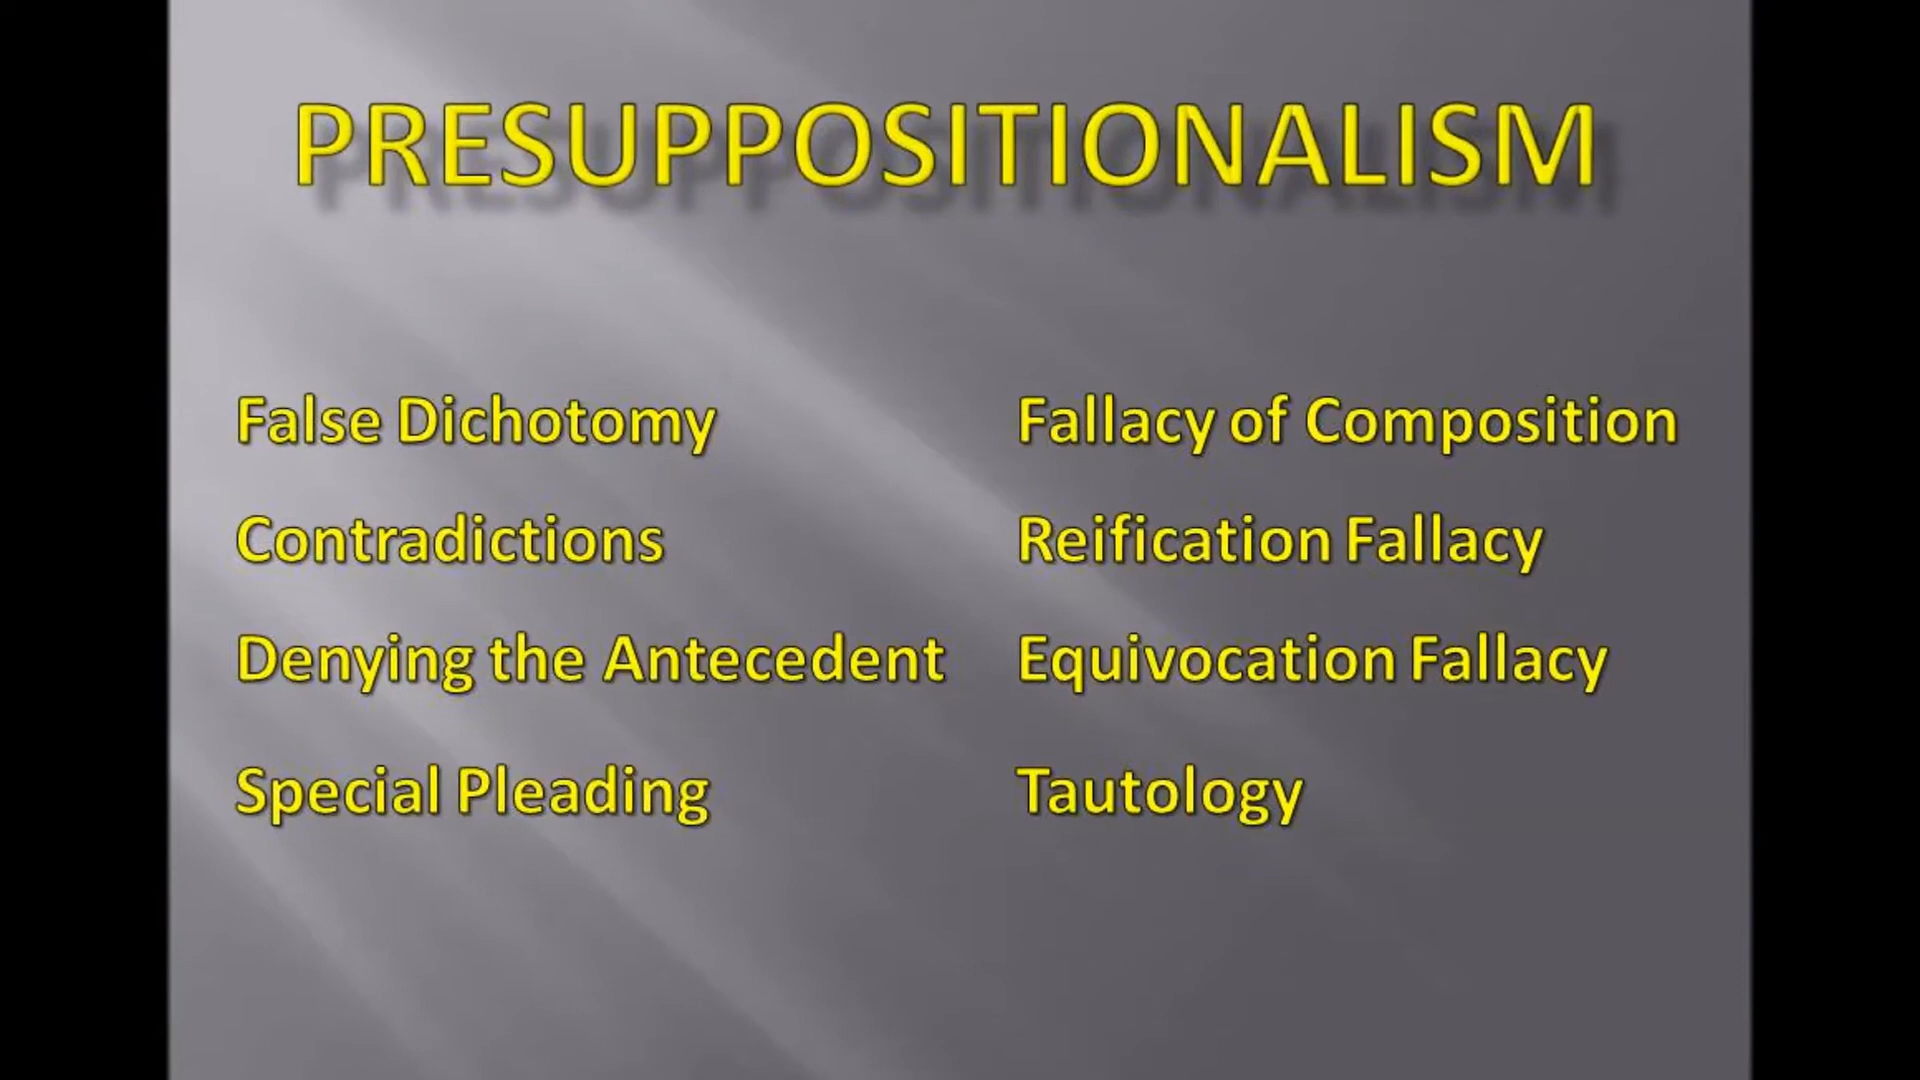 PRESUPPOSITIONALISM
False Dichotomy
Contradictions
Denying the Antecedent
Special Pleading
Fallacy of Composition
Reification Fallacy
Equivocation Fallacy
Tautology